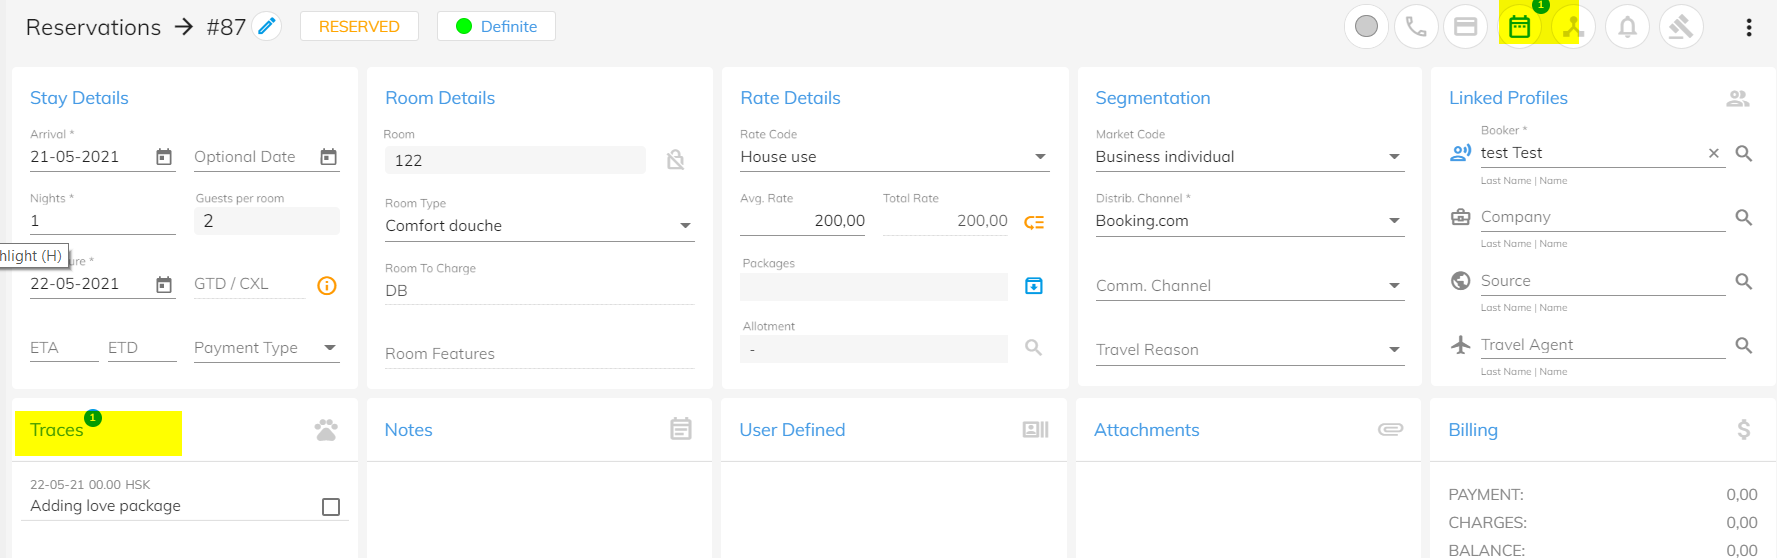 Reservations → #87
RESERVED
Definite
1
Stay Details
Arrival *
21-05-2021
Optional Date
Nights *
1
Guests per room
2
hlight (H)
ure *
22-05-2021
GTD / CXL
ETA
ETD
Payment Type
Room Details
Room
122
Room Type
Comfort douche
Room To Charge
DB
Room Features
Rate Details
Rate Code
House use
Avg. Rate
200,00
Total Rate
200,00
Packages
Allotment
-
Segmentation
Market Code
Business individual
Distrib. Channel *
Booking.com
Comm. Channel
Travel Reason
Linked Profiles
Booker *
test Test
Last Name | Name
Company
Last Name | Name
Source
Last Name | Name
Travel Agent
Last Name | Name
Traces
1
22-05-21 00.00 HSK
Adding love package
Notes
User Defined
Attachments
Billing
PAYMENT: 0,00
CHARGES: 0,00
BALANCE: 0,00